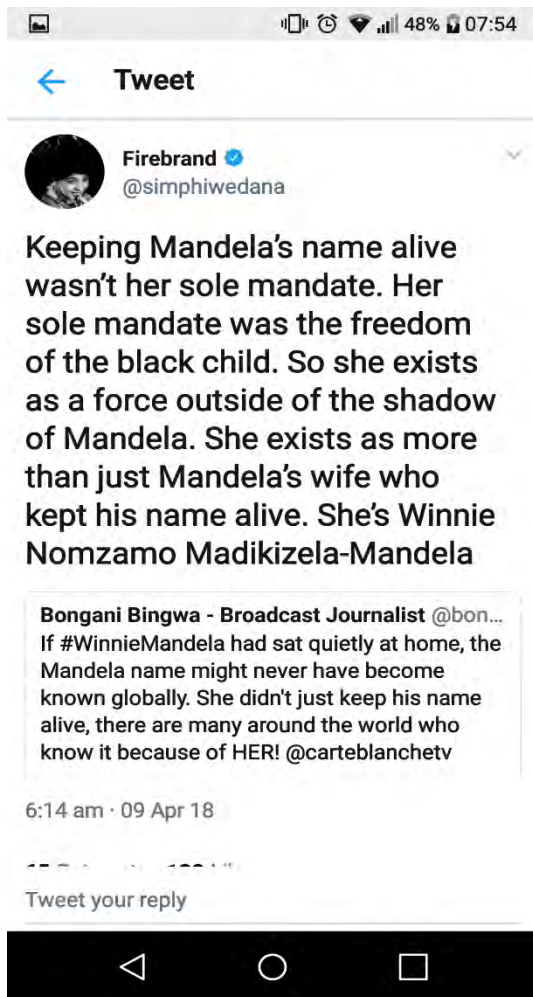 48% 07:54
Tweet
Firebrand
@simphiwedana
Keeping Mandela's name alive
wasn't her sole mandate. Her
sole mandate was the freedom
of the black child. So she exists
as a force outside of the shadow
of Mandela. She exists as more
than just Mandela's wife who
kept his name alive. She's Winnie
Nomzamo Madikizela-Mandela
Bongani Bingwa - Broadcast Journalist @bon...
If #WinnieMandela had sat quietly at home, the
Mandela name might never have become
known globally. She didn't just keep his name
alive, there are many around the world who
know it because of HER! @carteblanchetv
6:14 am · 09 Apr 18
Tweet your reply